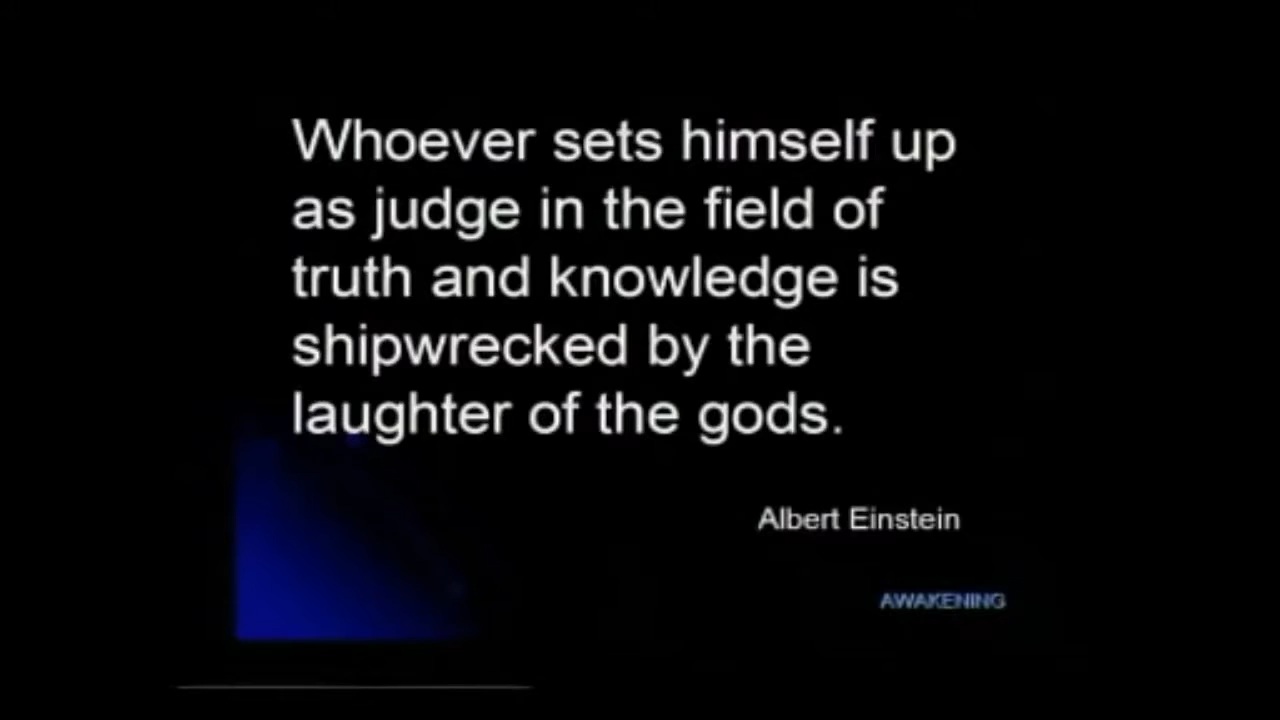 Whoever sets himself up
as judge in the field of
truth and knowledge is
shipwrecked by the
laughter of the gods.
Albert Einstein
AWAKENING